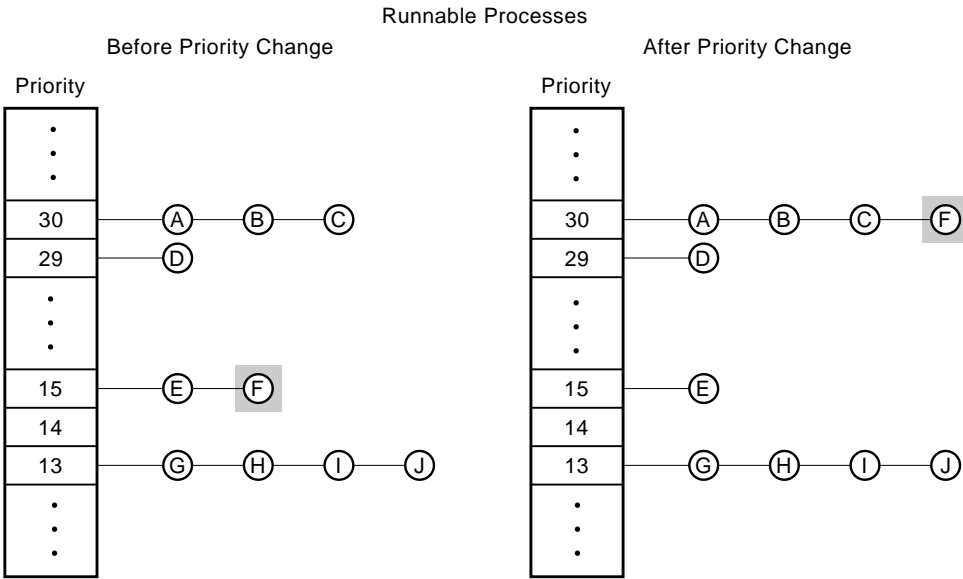 Runnable Processes
Before Priority Change
After Priority Change
Priority
Priority
30 A B C
30 A B C F
29 D
29 D
15 E F
15 E
14
14
13 G H I J
13 G H I J